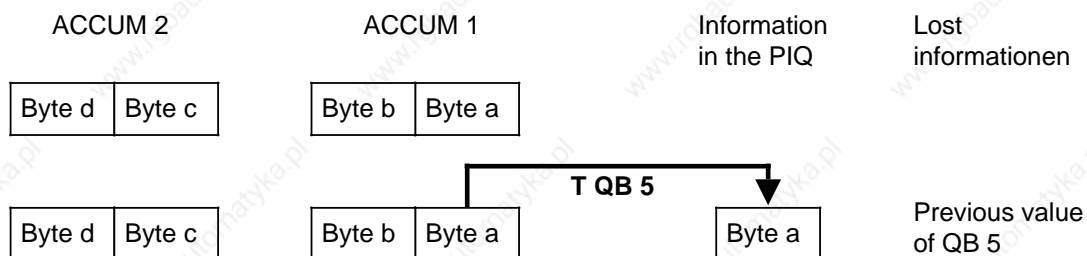 ACCUM 2 ACCUM 1 Information Lost
in the PIQ informationen
Byte d Byte c Byte b Byte a
T QB 5
Byte d Byte c Byte b Byte a Byte a Previous value
of QB 5